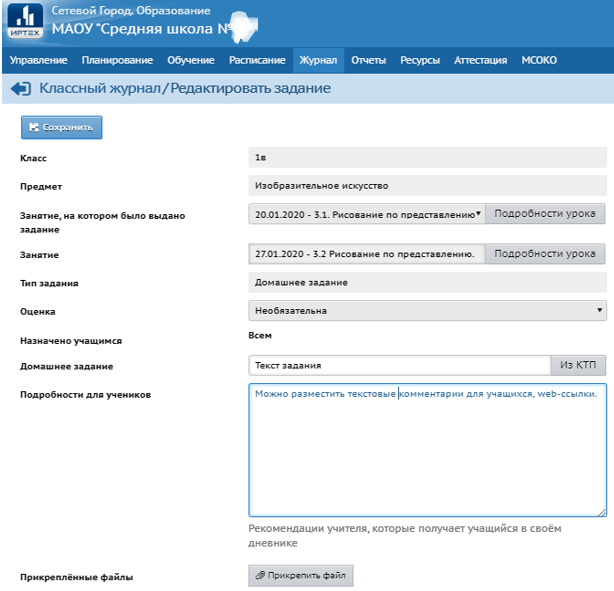 ИРТЕХ
Сетевой Город. Образование
МАОУ "Средняя школа №
Управление Планирование Обучение Расписание Журнал Отчеты Ресурсы Аттестация МСОКО
Классный журнал/Редактировать задание
Сохранить
Класс 1в
Предмет Изобразительное искусство
Занятие, на котором было выдано задание 20.01.2020 - 3.1. Рисование по представлению Подробности урока
Занятие 27.01.2020 - 3.2 Рисование по представлению. Подробности урока
Тип задания Домашнее задание
Оценка Необязательна
Назначено учащимся Всем
Домашнее задание Текст задания Из КТП
Подробности для учеников Можно разместить текстовые комментарии для учащихся, web-ссылки.
Рекомендации учителя, которые получает учащийся в своём
дневнике
Прикреплённые файлы Прикрепить файл